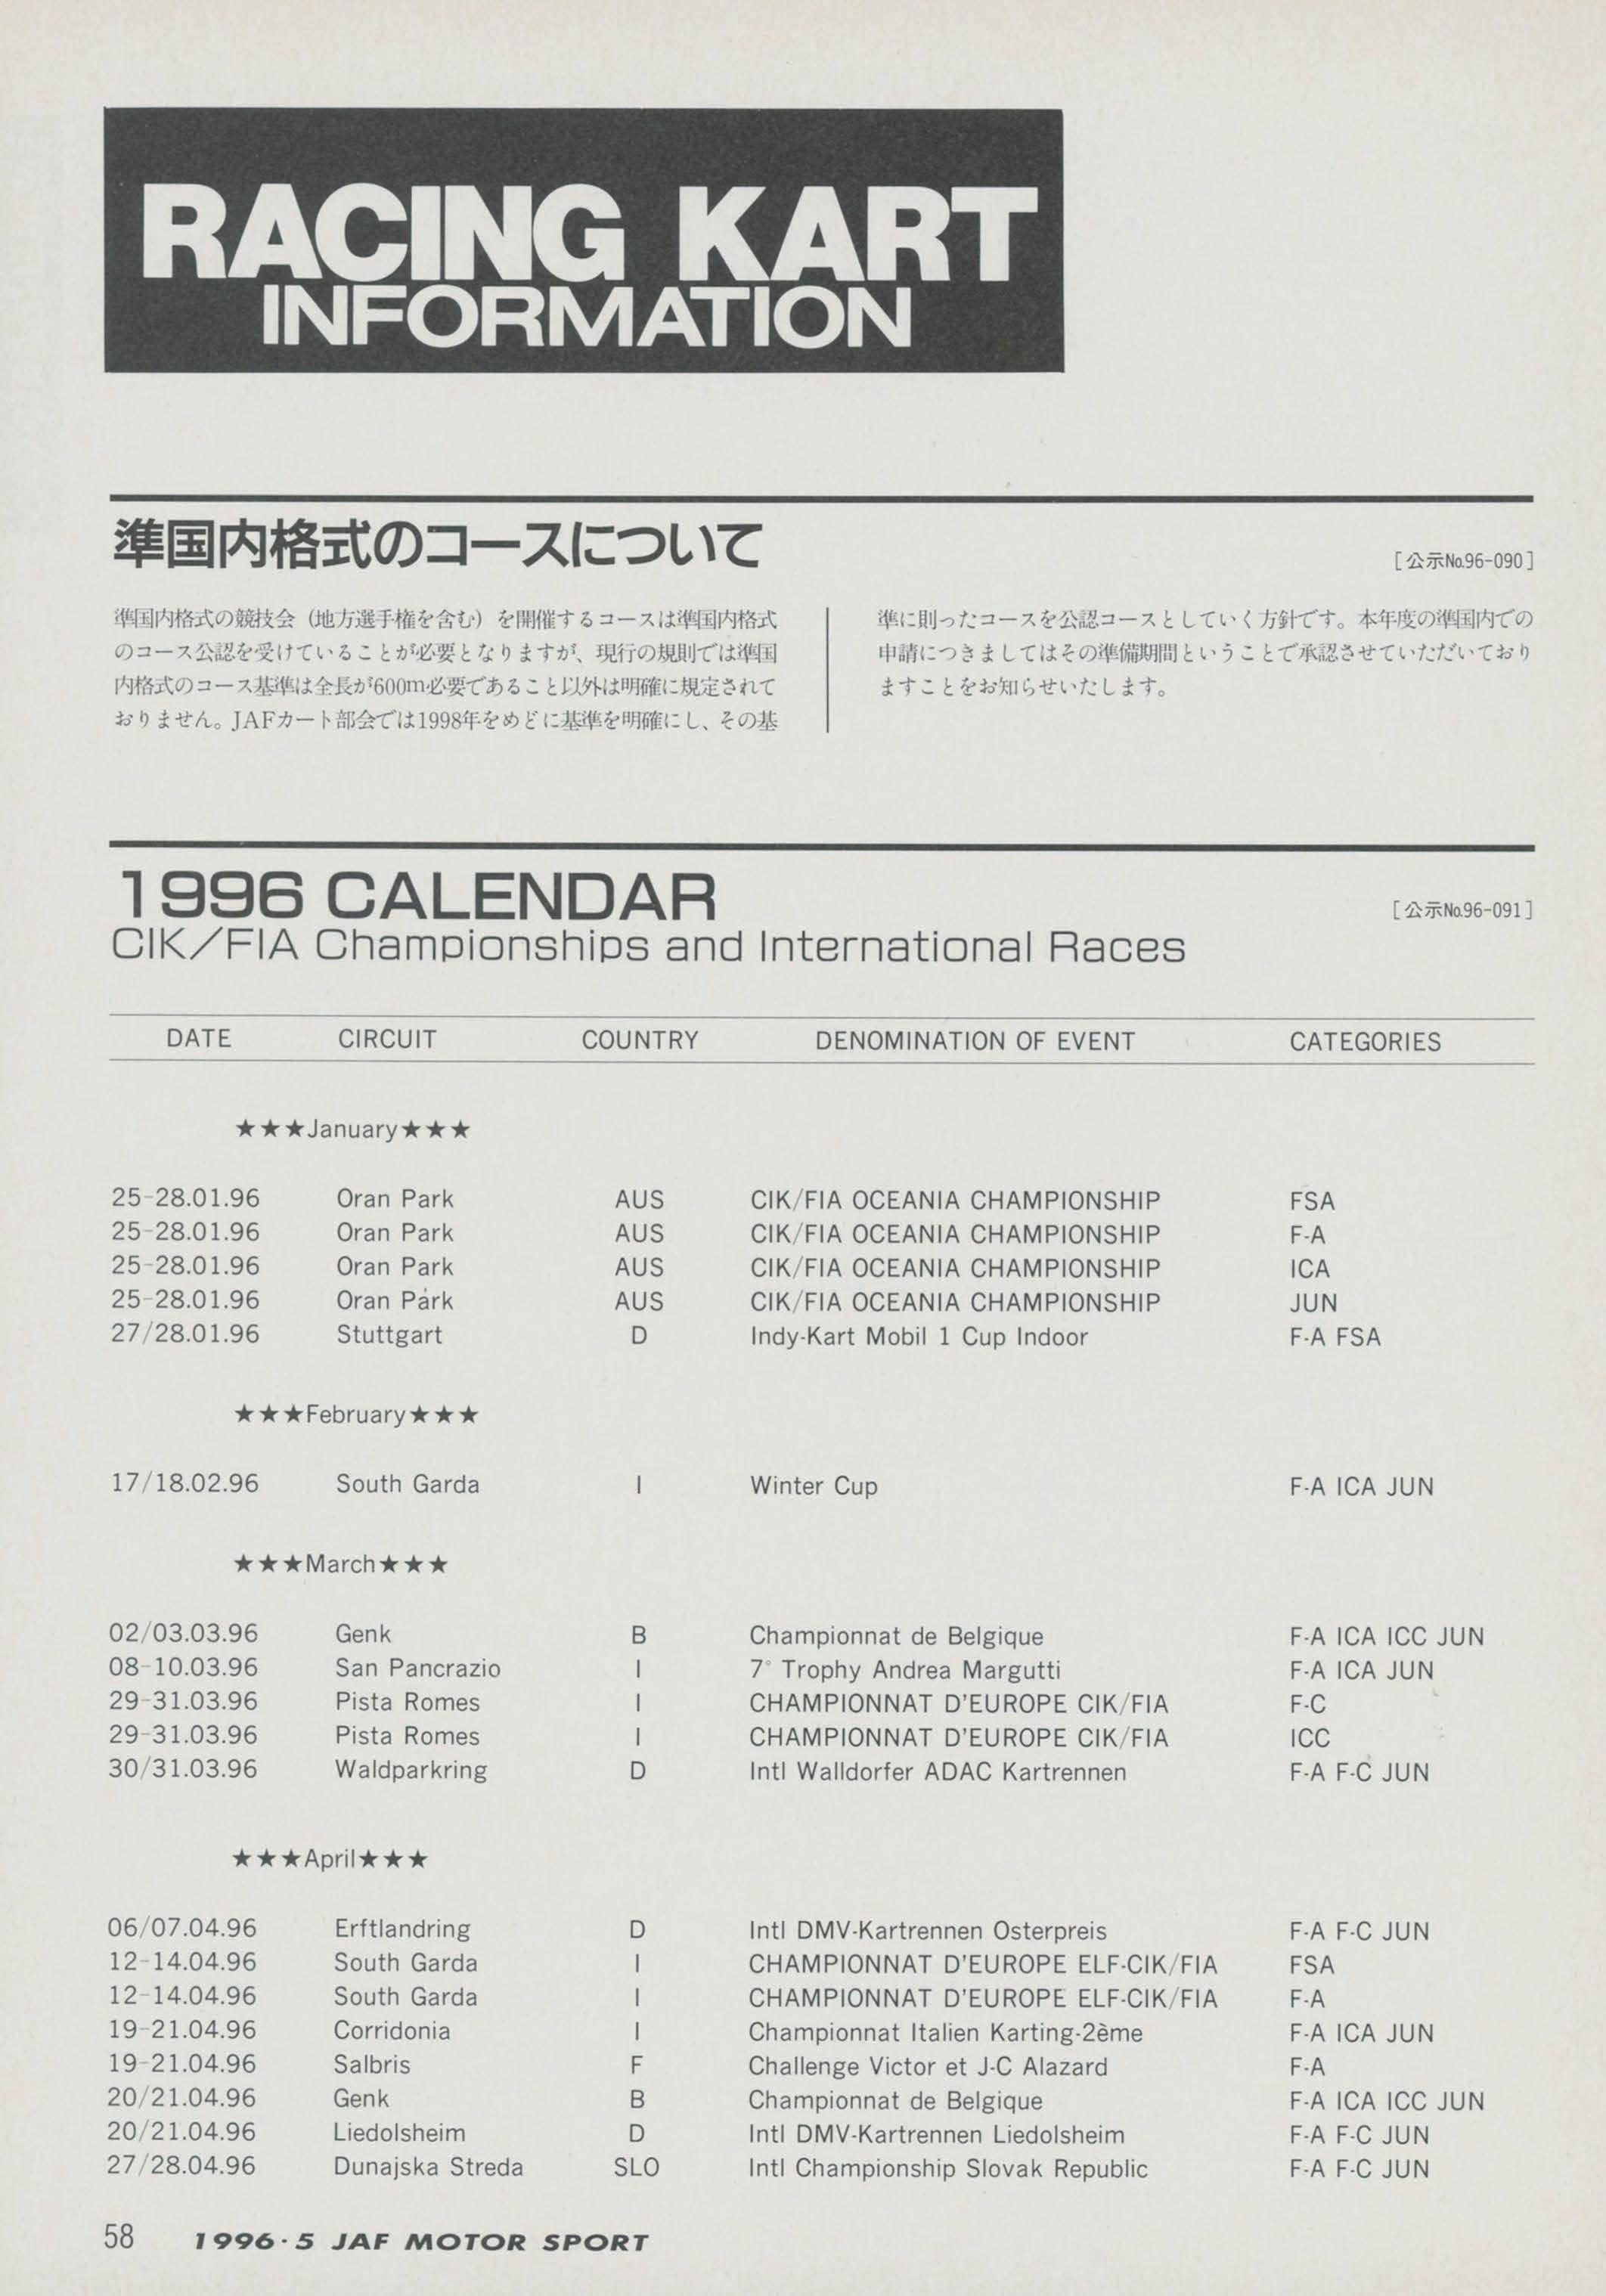 RACING KART
INFORMATION
準国内格式のコースについて
[公示No.96-090]
準国内格式の競技会（地方選手権を含む）を開催するコースは準国内格式
のコース公認を受けていることが必要となりますが、現行の規則では準国
内格式のコース基準は全長が600m必要であること以外は明確に規定されて
おりません。JAFカート部会では1998年をめどに基準を明確にし、その基
準に則ったコースを公認コースとしていく方針です。本年度の準国内での
申請につきましてはその準備期間ということで承認させていただいており
ますことをお知らせいたします。
1996 CALENDAR
[公示No.96-091]
CIK/FIA Championships and International Races
DATE CIRCUIT COUNTRY DENOMINATION OF EVENT CATEGORIES
★★★January★★★
25-28.01.96 Oran Park AUS CIK/FIA OCEANIA CHAMPIONSHIP FSA
25-28.01.96 Oran Park AUS CIK/FIA OCEANIA CHAMPIONSHIP F-A
25-28.01.96 Oran Park AUS CIK/FIA OCEANIA CHAMPIONSHIP ICA
25-28.01.96 Oran Park AUS CIK/FIA OCEANIA CHAMPIONSHIP JUN
27/28.01.96 Stuttgart D Indy-Kart Mobil 1 Cup Indoor F-A FSA
★★★February★★★
17/18.02.96 South Garda I Winter Cup F-A ICA JUN
★★★March★★★
02/03.03.96 Genk B Championnat de Belgique F-A ICA ICC JUN
08-10.03.96 San Pancrazio I 7° Trophy Andrea Margutti F-A ICA JUN
29-31.03.96 Pista Romes I CHAMPIONNAT D'EUROPE CIK/FIA F-C
29-31.03.96 Pista Romes I CHAMPIONNAT D'EUROPE CIK/FIA ICC
30/31.03.96 Waldparkring D Intl Walldorfer ADAC Kartrennen F-A F-C JUN
★★★April★★★
06/07.04.96 Erftlandring D Intl DMV-Kartrennen Osterpreis F-A F-C JUN
12-14.04.96 South Garda I CHAMPIONNAT D'EUROPE ELF-CIK/FIA FSA
12-14.04.96 South Garda I CHAMPIONNAT D'EUROPE ELF-CIK/FIA F-A
19-21.04.96 Corridonia I Championnat Italien Karting-2ème F-A ICA JUN
19-21.04.96 Salbris F Challenge Victor et J-C Alazard F-A
20/21.04.96 Genk B Championnat de Belgique F-A ICA ICC JUN
20/21.04.96 Liedolsheim D Intl DMV-Kartrennen Liedolsheim F-A F-C JUN
27/28.04.96 Dunajska Streda SLO Intl Championship Slovak Republic F-A F-C JUN
58 1996・5 JAF MOTOR SPORT